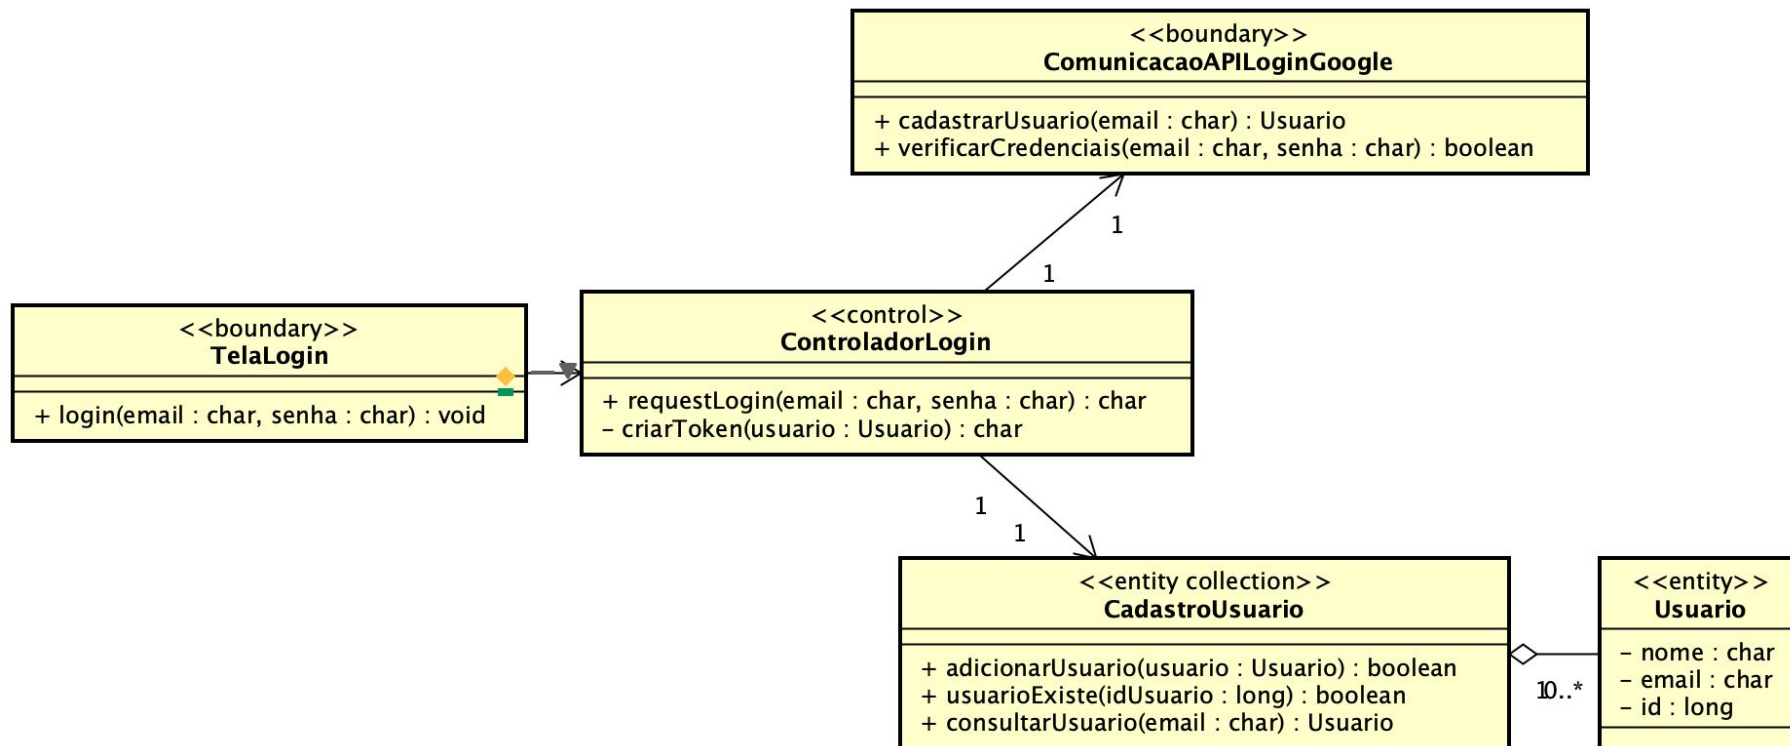 <<boundary>>
ComunicacaoAPILoginGoogle
+ cadastrarUsuario(email : char) : Usuario
+ verificarCredenciais(email : char, senha : char) : boolean
1
1
<<boundary>>
TelaLogin
+ login(email : char, senha : char) : void
<<control>>
ControladorLogin
+ requestLogin(email : char, senha : char) : char
- criarToken(usuario : Usuario) : char
1
1
<<entity collection>>
CadastroUsuario
+ adicionarUsuario(usuario : Usuario) : boolean
+ usuarioExiste(idUsuario : long) : boolean
+ consultarUsuario(email : char) : Usuario
1
0..*
<<entity>>
Usuario
- nome : char
- email : char
- id : long